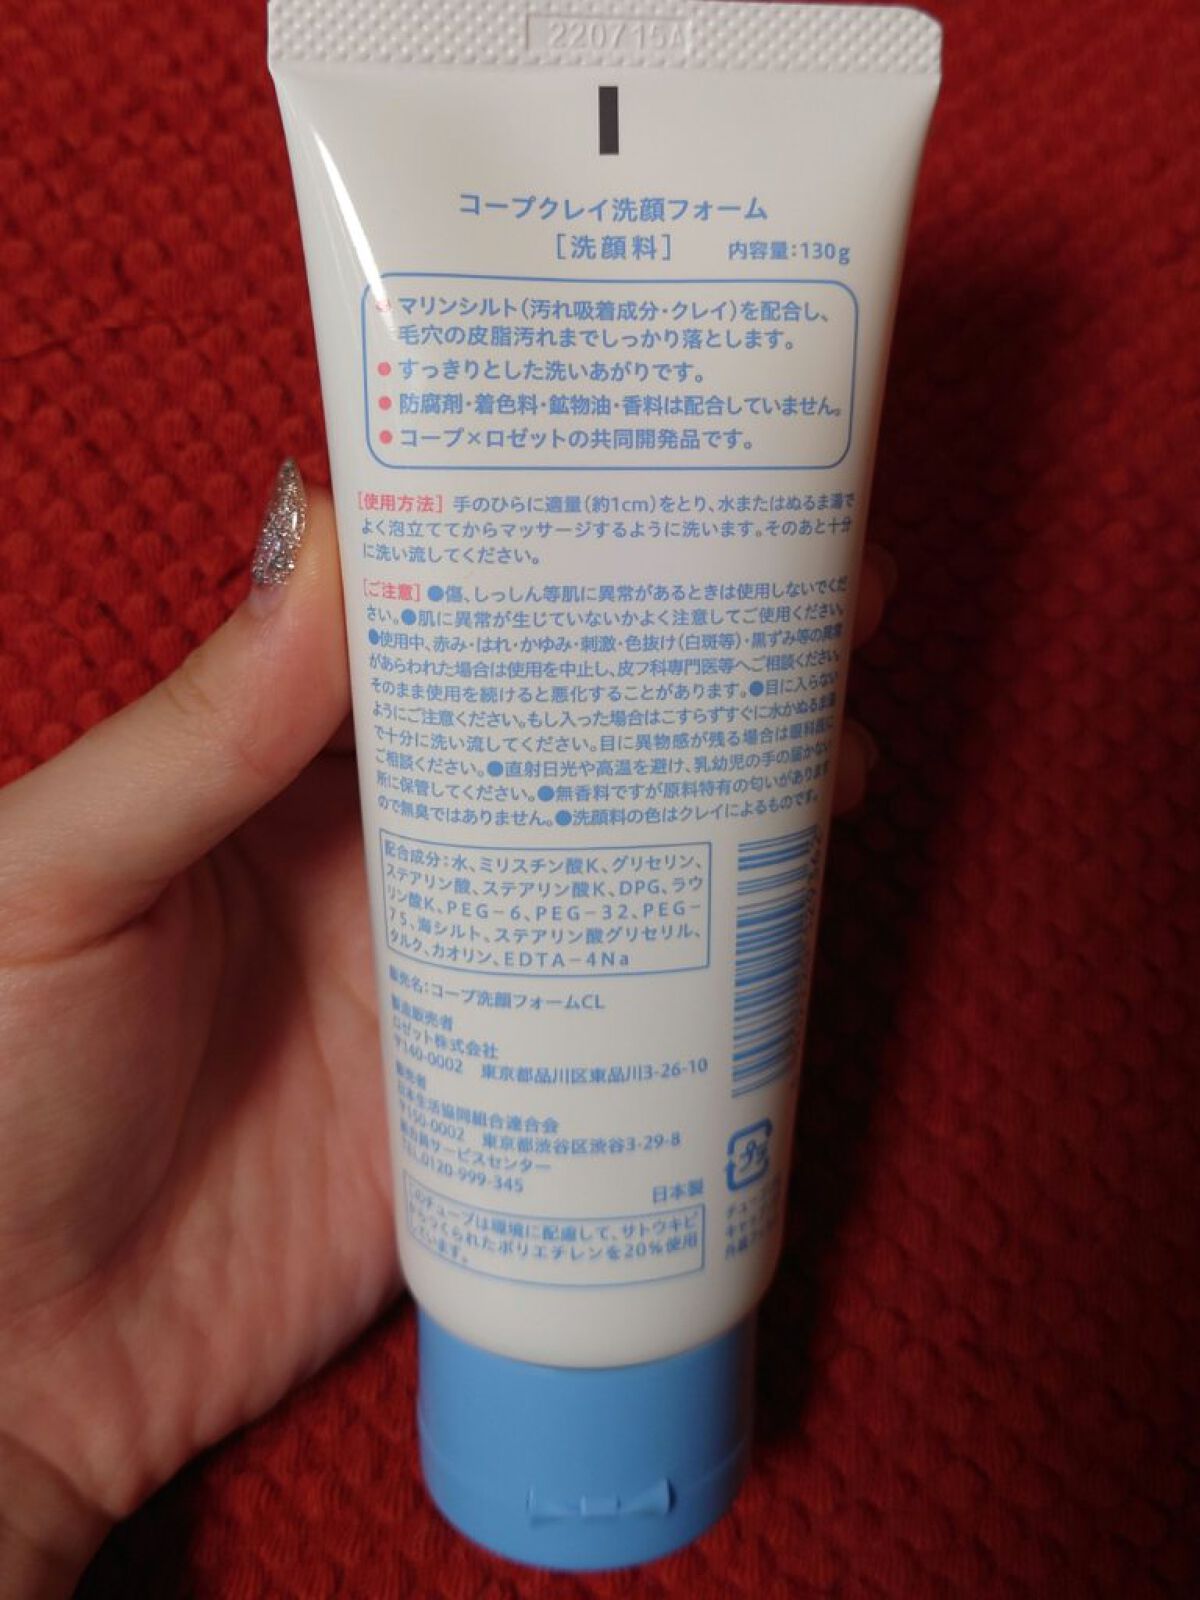 220715A
コープクレイ洗顔フォーム
［洗顔料］ 内容量：130g
マリンシルト（汚れ吸着成分・クレイ）を配合し、
毛穴の皮脂汚れまでしっかり落とします。
● すっきりとした洗いあがりです。
● 防腐剤・着色料・鉱物油・香料は配合していません。
● コープ×ロゼットの共同開発品です。
［使用方法］ 手のひらに適量（約1cm）をとり、水またはぬるま湯で
よく泡立ててからマッサージするように洗います。そのあと十分
に洗い流してください。
［ご注意］ ●傷、しっしん等肌に異常があるときは使用しないでくだ
さい。●肌に異常が生じていないかよく注意してご使用ください。
●使用中、赤み・はれ・かゆみ・刺激・色抜け（白斑等）・黒ずみ等の異常
があらわれた場合は使用を中止し、皮フ科専門医等へご相談ください。
そのまま使用を続けると悪化することがあります。●目に入らない
ようにご注意ください。もし入った場合はこすらずすぐに水かぬるま湯
で十分に洗い流してください。目に異物感が残る場合は眼科医に
ご相談ください。●直射日光や高温を避け、乳幼児の手の届かない
所に保管してください。●無香料ですが原料特有の匂いがあります
ので無臭ではありません。●洗顔料の色はクレイによるものです。
配合成分：水、ミリスチン酸K、グリセリン、
ステアリン酸、ステアリン酸K、DPG、ラウ
リン酸K、PEG－6、PEG－32、PEG－
75、海シルト、ステアリン酸グリセリル、
タルク、カオリン、EDTA－4Na
販売名：コープ洗顔フォームCL
製造販売者
ロゼット株式会社
〒140-0002 東京都品川区東品川3-26-10
販売者
日本生活協同組合連合会
〒150-0002 東京都渋谷区渋谷3-29-8
組合員サービスセンター
TEL.0120-999-345
日本製
プラ
このチューブは環境に配慮して、サトウキビ
からつくられたポリエチレンを20%使用
しています。